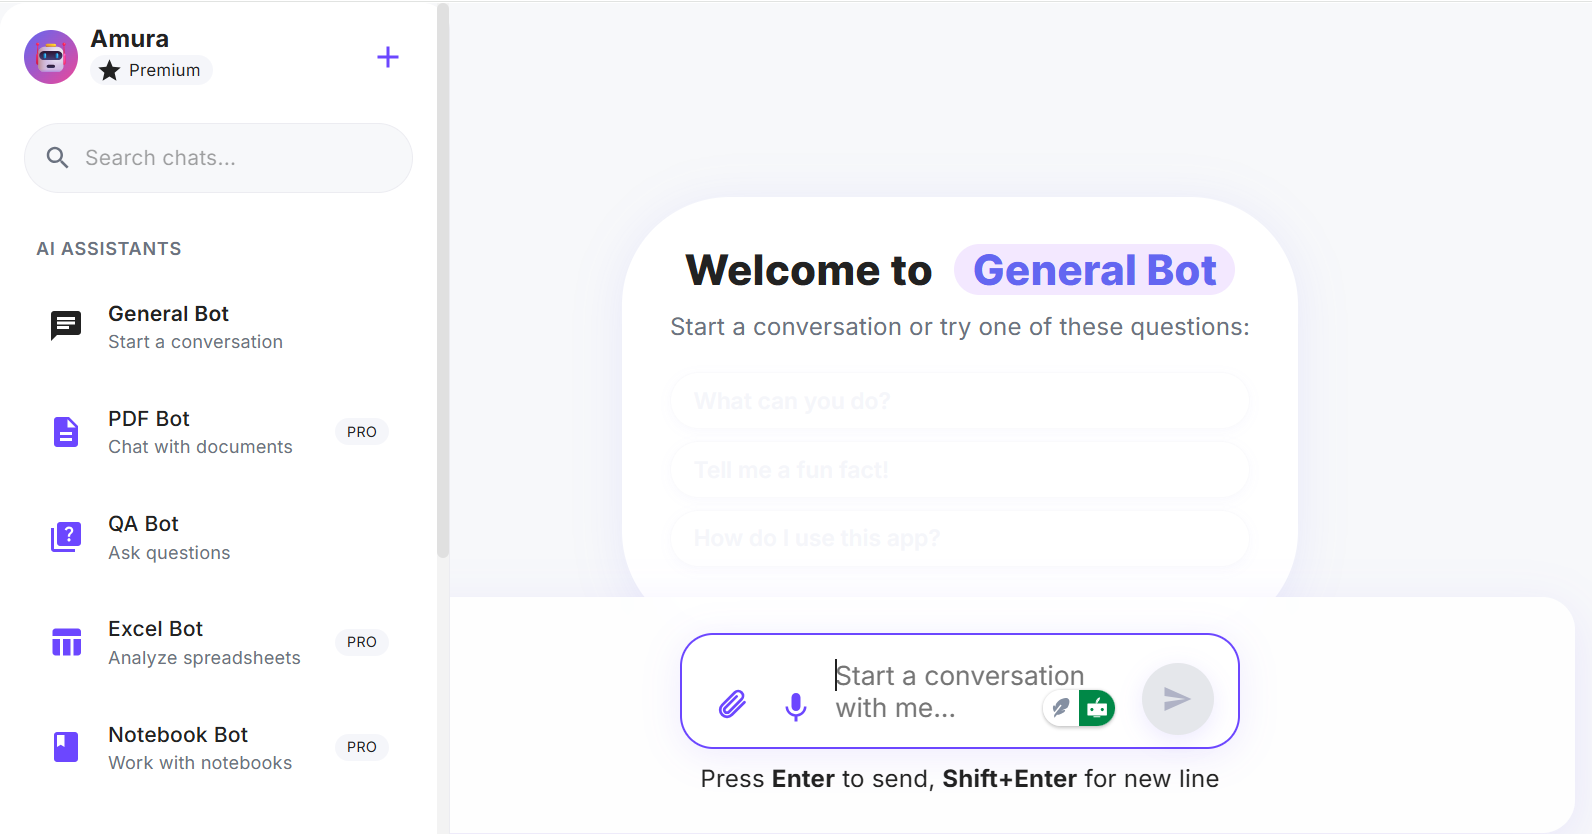 Amura
Premium
Search chats...
AI ASSISTANTS
General Bot
Start a conversation
PDF Bot
Chat with documents
PRO
QA Bot
Ask questions
Excel Bot
Analyze spreadsheets
PRO
Notebook Bot
Work with notebooks
PRO
Welcome to General Bot
Start a conversation or try one of these questions:
What can you do?
Tell me a fun fact!
How do I use this app?
Start a conversation
with me...
Press Enter to send, Shift+Enter for new line